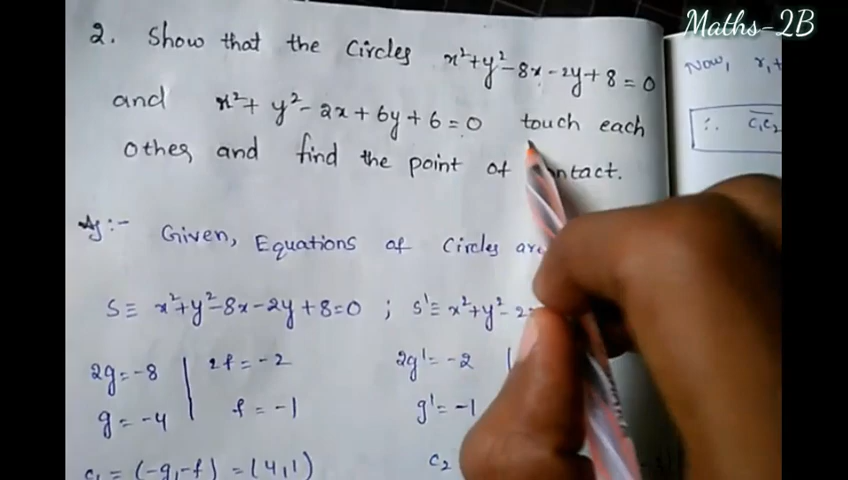 Maths-2B
2. Show that the Circles x²+y²-8x-2y+8=0
and x²+y²-2x+6y+6=0 touch each
other and find the point of contact.
Given, Equations of Circles are
S≡ x²+y²-8x-2y+8=0 ; S'≡ x²+y²-2x
2g=-8 | 2f=-2 2g'=-2 |
g=-4 | f=-1 g'=-1
C₁=(-g,-f)=(4,1) C₂
Now,
∴ C₁C₂